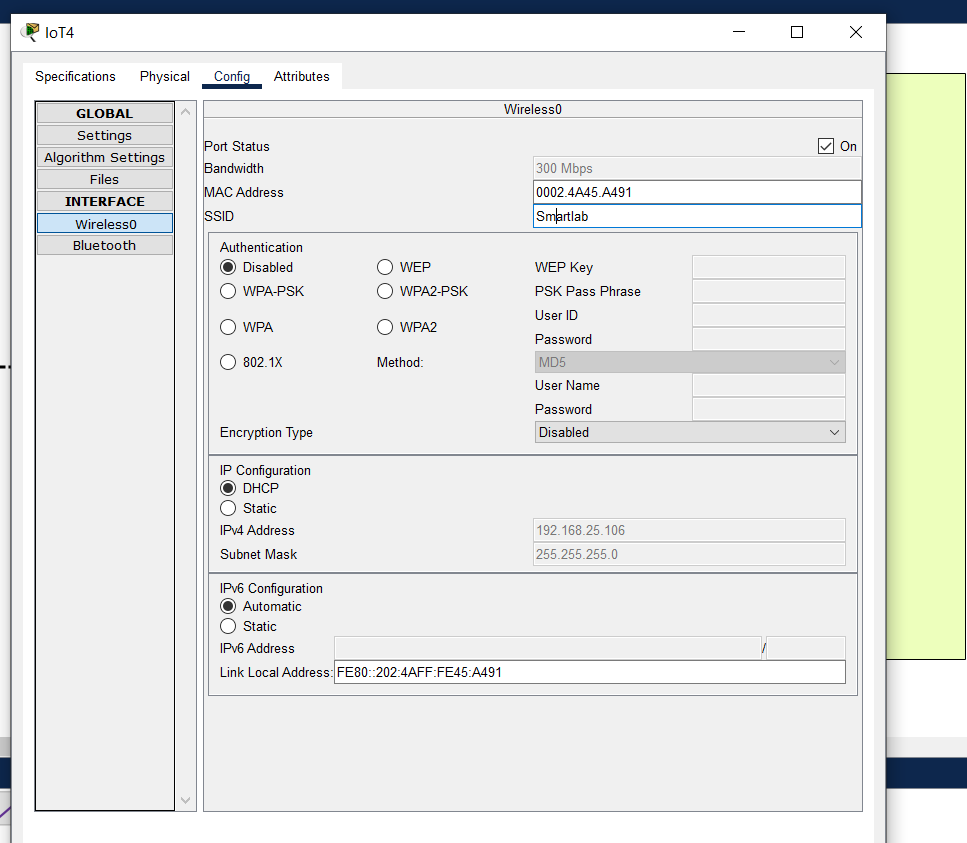 IoT4
Specifications Physical Config Attributes
GLOBAL
Settings
Algorithm Settings
Files
INTERFACE
Wireless0
Bluetooth
Wireless0
Port Status On
Bandwidth 300 Mbps
MAC Address 0002.4A45.A491
SSID Smartlab
Authentication
Disabled WEP WEP Key
WPA-PSK WPA2-PSK PSK Pass Phrase
User ID
WPA WPA2
Password
802.1X Method: MD5
User Name
Password
Encryption Type Disabled
IP Configuration
DHCP
Static
IPv4 Address 192.168.25.106
Subnet Mask 255.255.255.0
IPv6 Configuration
Automatic
Static
IPv6 Address /
Link Local Address: FE80::202:4AFF:FE45:A491